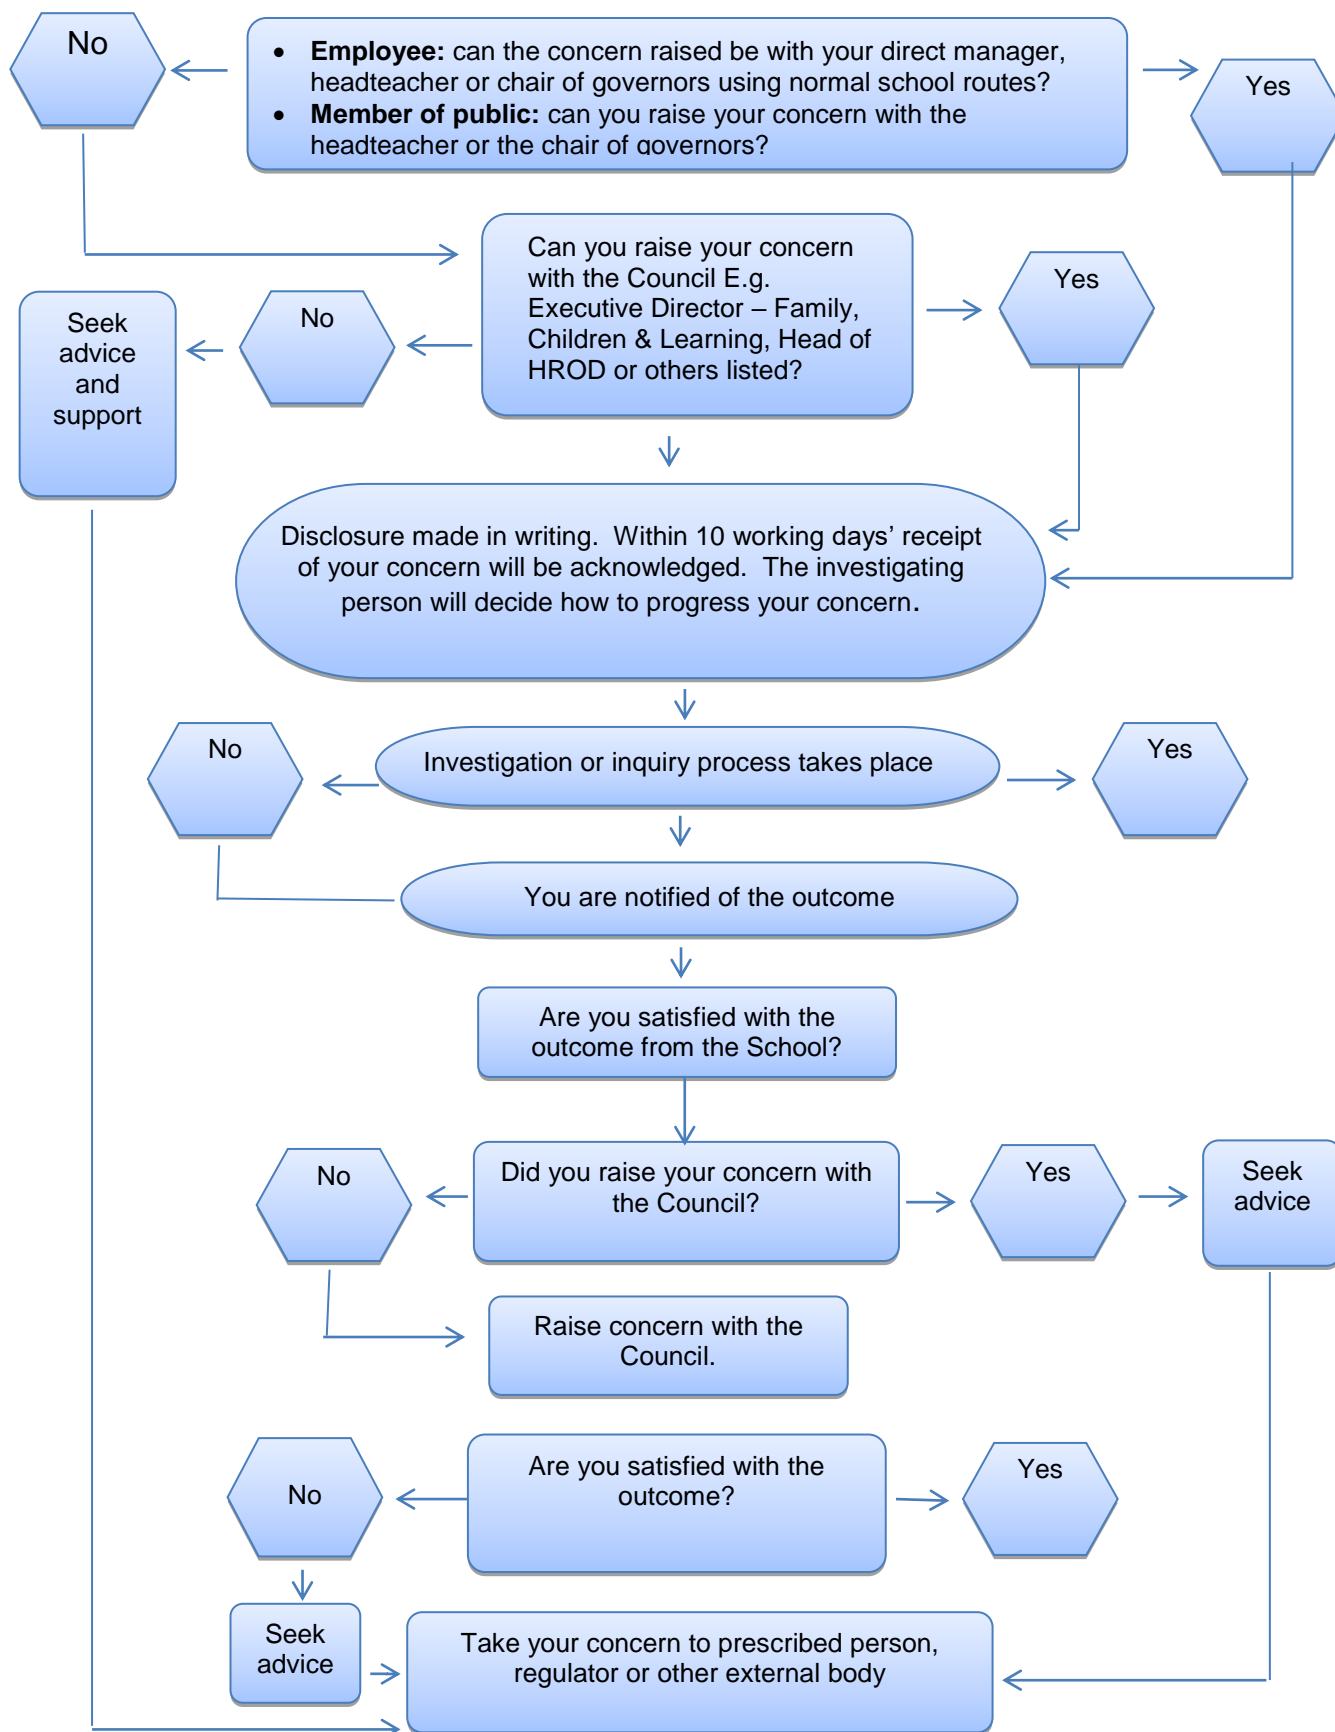 No
• Employee: can the concern raised be with your direct manager,
headteacher or chair of governors using normal school routes?
• Member of public: can you raise your concern with the
headteacher or the chair of governors?
Yes
Can you raise your concern
with the Council E.g.
Executive Director – Family,
Children & Learning, Head of
HROD or others listed?
Yes
No
Seek
advice
and
support
Disclosure made in writing. Within 10 working days’ receipt
of your concern will be acknowledged. The investigating
person will decide how to progress your concern.
No
Investigation or inquiry process takes place
Yes
You are notified of the outcome
Are you satisfied with the
outcome from the School?
No
Did you raise your concern with
the Council?
Yes
Seek
advice
Raise concern with the
Council.
No
Are you satisfied with the
outcome?
Yes
Seek
advice
Take your concern to prescribed person,
regulator or other external body